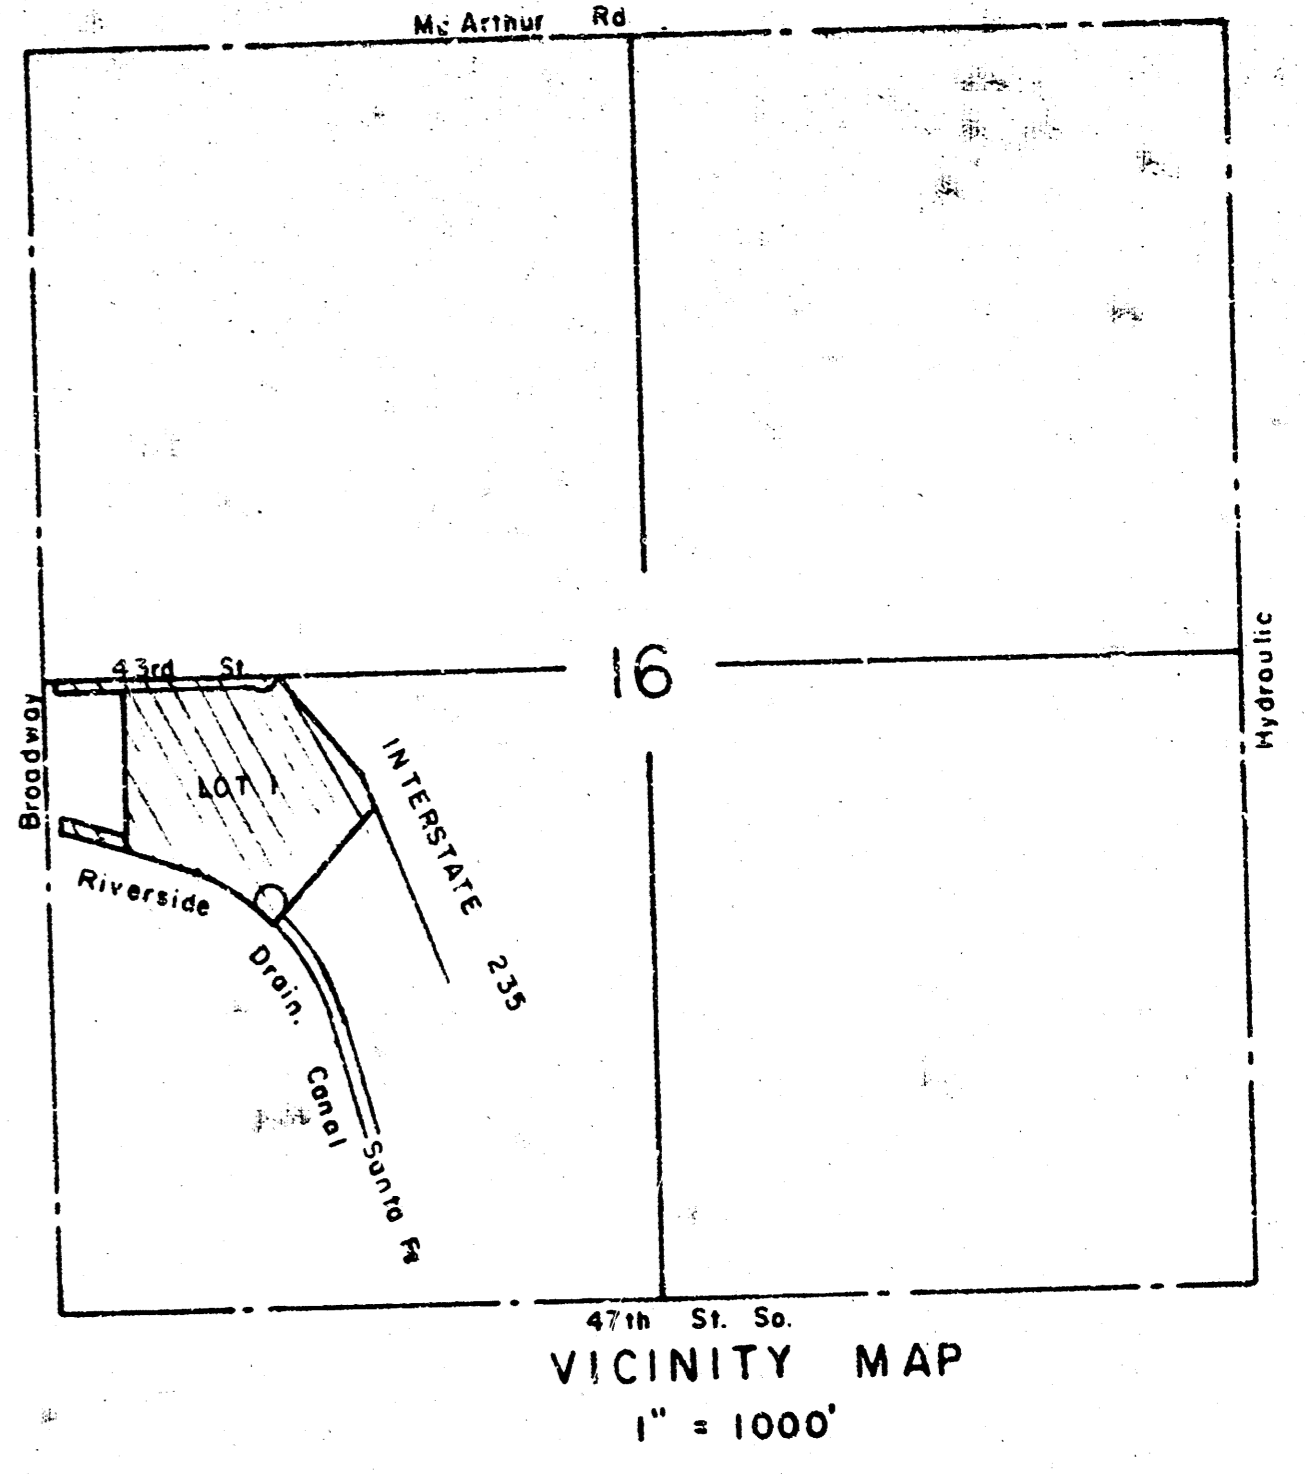 Mc Arthur Rd
16
43rd St.
Hydraulic
Broadway
INTERSTATE 235
LOT 1
Riverside Drain. Canal
Santa Fe
47th St. So.
VICINITY MAP
1" = 1000'